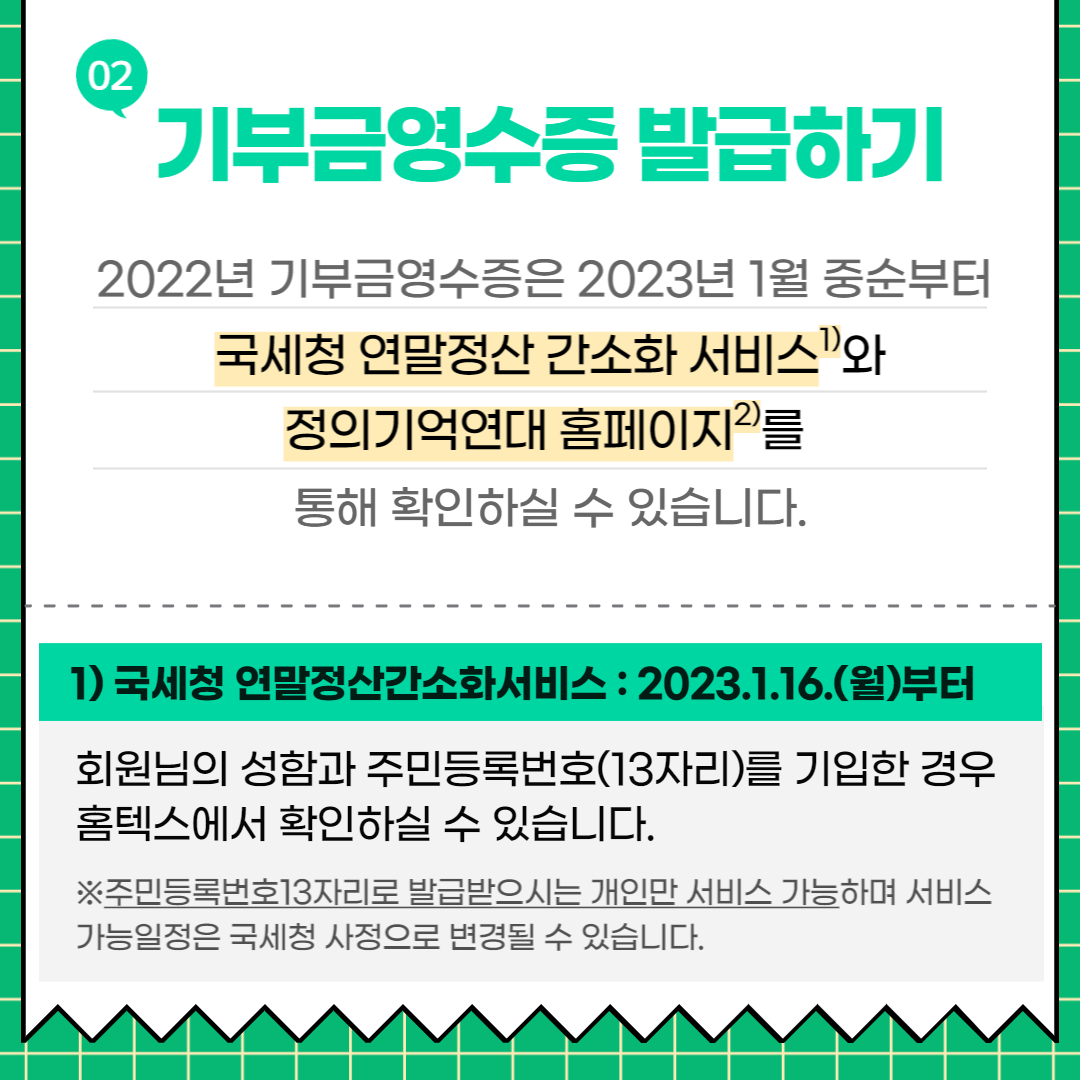 02
기부금영수증 발급하기
2022년 기부금영수증은 2023년 1월 중순부터
국세청 연말정산 간소화 서비스1)와
정의기억연대 홈페이지2)를
통해 확인하실 수 있습니다.
1) 국세청 연말정산간소화서비스 : 2023.1.16.(월)부터
회원님의 성함과 주민등록번호(13자리)를 기입한 경우
홈텍스에서 확인하실 수 있습니다.
※주민등록번호13자리로 발급받으시는 개인만 서비스 가능하며 서비스
가능일정은 국세청 사정으로 변경될 수 있습니다.